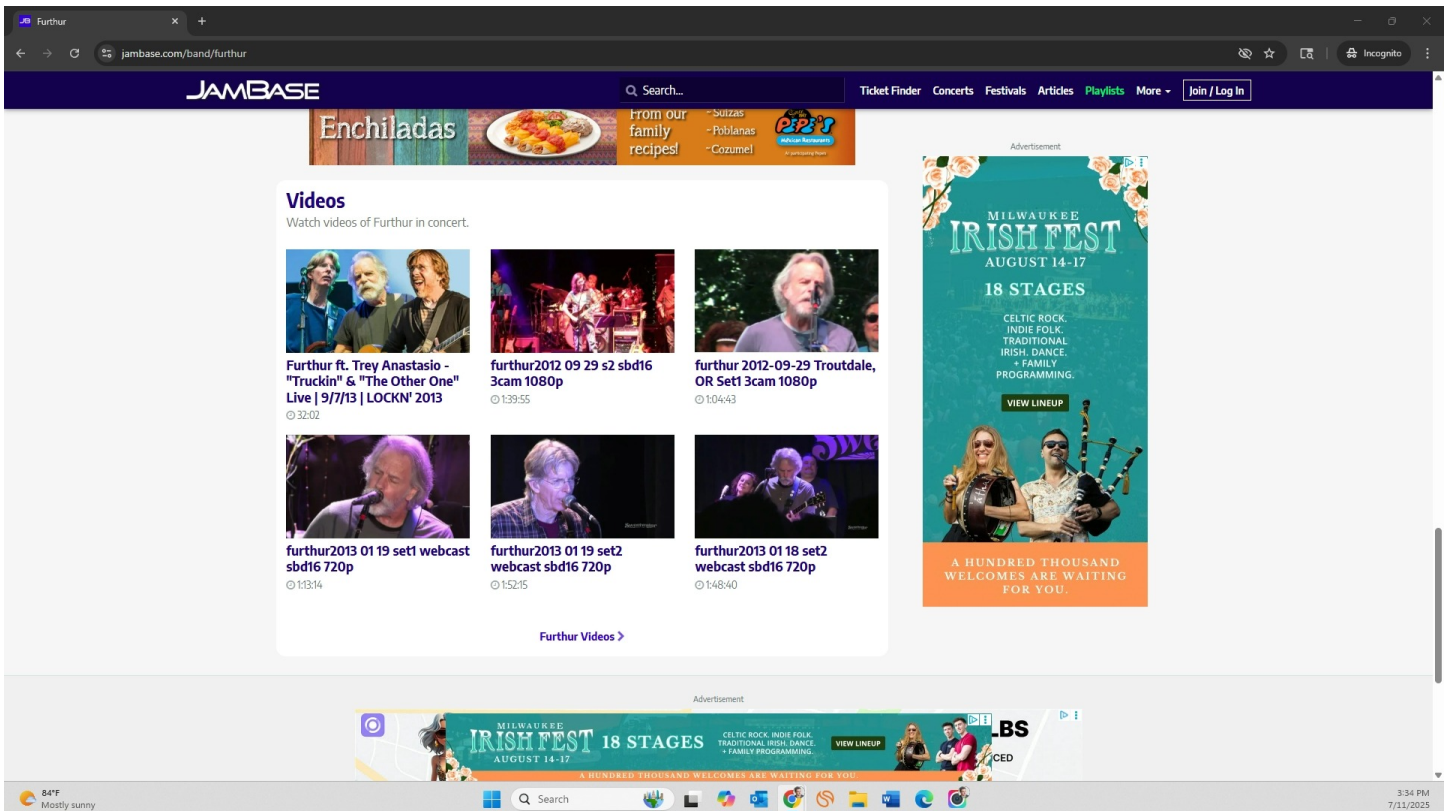 Furthur
jambase.com/band/furthur
Incognito
JAMBASE
Search...
Ticket Finder
Concerts
Festivals
Articles
Playlists
More
Join / Log In
Enchiladas
From our
family
recipes!
- Suizas
- Poblanas
- Cozumel
PEPE'S
Mexican Restaurants
Videos
Watch videos of Furthur in concert.
Furthur ft. Trey Anastasio -
"Truckin" & "The Other One"
Live | 9/7/13 | LOCKN' 2013
32:02
furthur2012 09 29 s2 sbd16
3cam 1080p
1:39:55
furthur 2012-09-29 Troutdale,
OR Set1 3cam 1080p
1:04:43
furthur2013 01 19 set1 webcast
sbd16 720p
1:13:14
furthur2013 01 19 set2
webcast sbd16 720p
1:52:15
furthur2013 01 18 set2
webcast sbd16 720p
1:48:40
Furthur Videos
Advertisement
MILWAUKEE
IRISH FEST
AUGUST 14-17
18 STAGES
CELTIC ROCK.
INDIE FOLK.
TRADITIONAL
IRISH. DANCE.
+ FAMILY
PROGRAMMING.
VIEW LINEUP
A HUNDRED THOUSAND
WELCOMES ARE WAITING
FOR YOU.
Advertisement
MILWAUKEE
IRISH FEST
AUGUST 14-17
18 STAGES
CELTIC ROCK. INDIE FOLK.
TRADITIONAL IRISH. DANCE.
+ FAMILY PROGRAMMING.
VIEW LINEUP
A HUNDRED THOUSAND WELCOMES ARE WAITING FOR YOU.
LBS
CED
84°F
Mostly sunny
Search
3:34 PM
7/11/2025